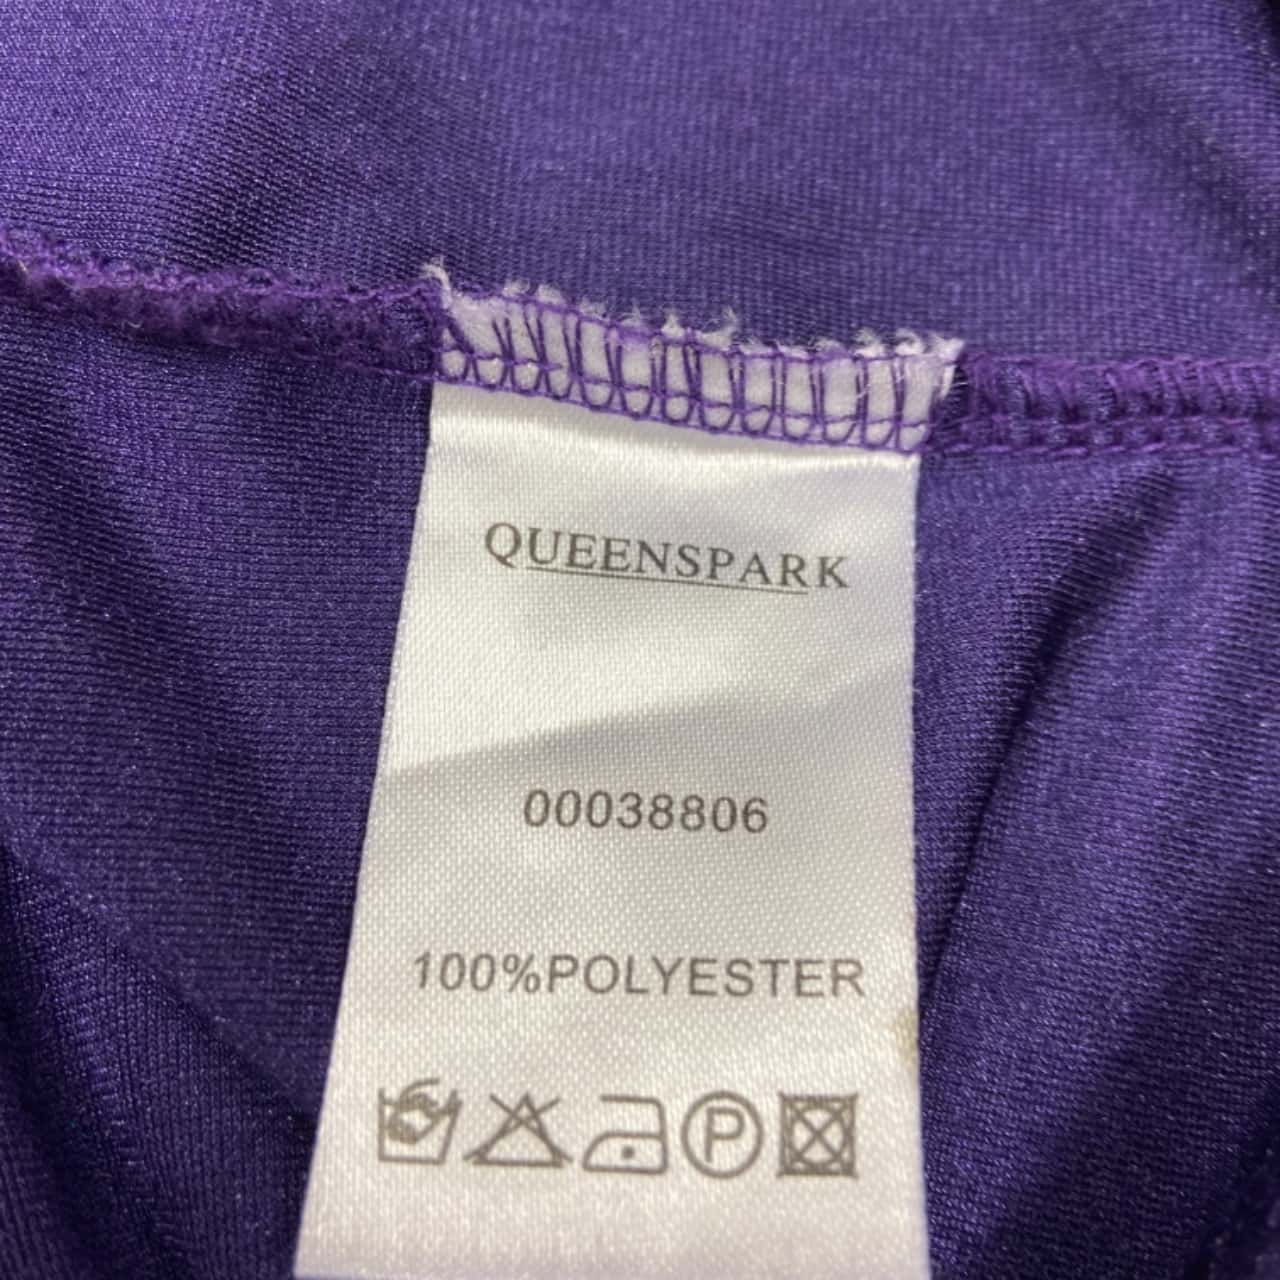 QUEENSPARK
00038806
100%POLYESTER
P